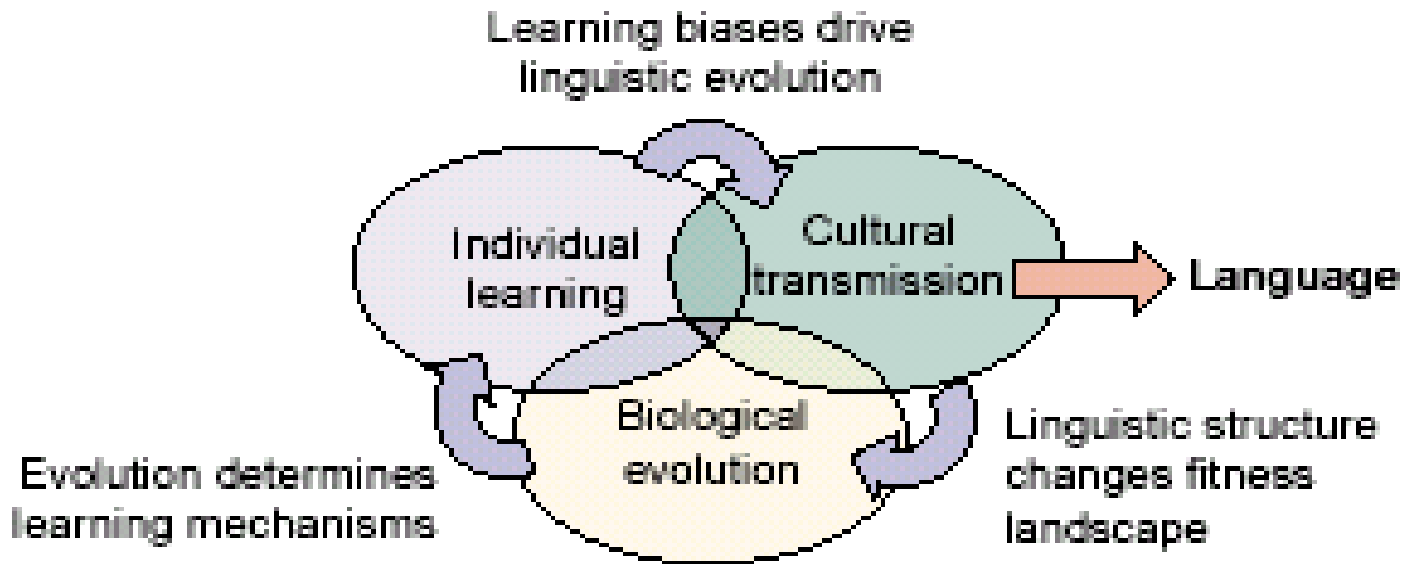 Learning biases drive
linguistic evolution
Individual
learning
Cultural
transmission
Language
Biological
evolution
Evolution determines
learning mechanisms
Linguistic structure
changes fitness
landscape